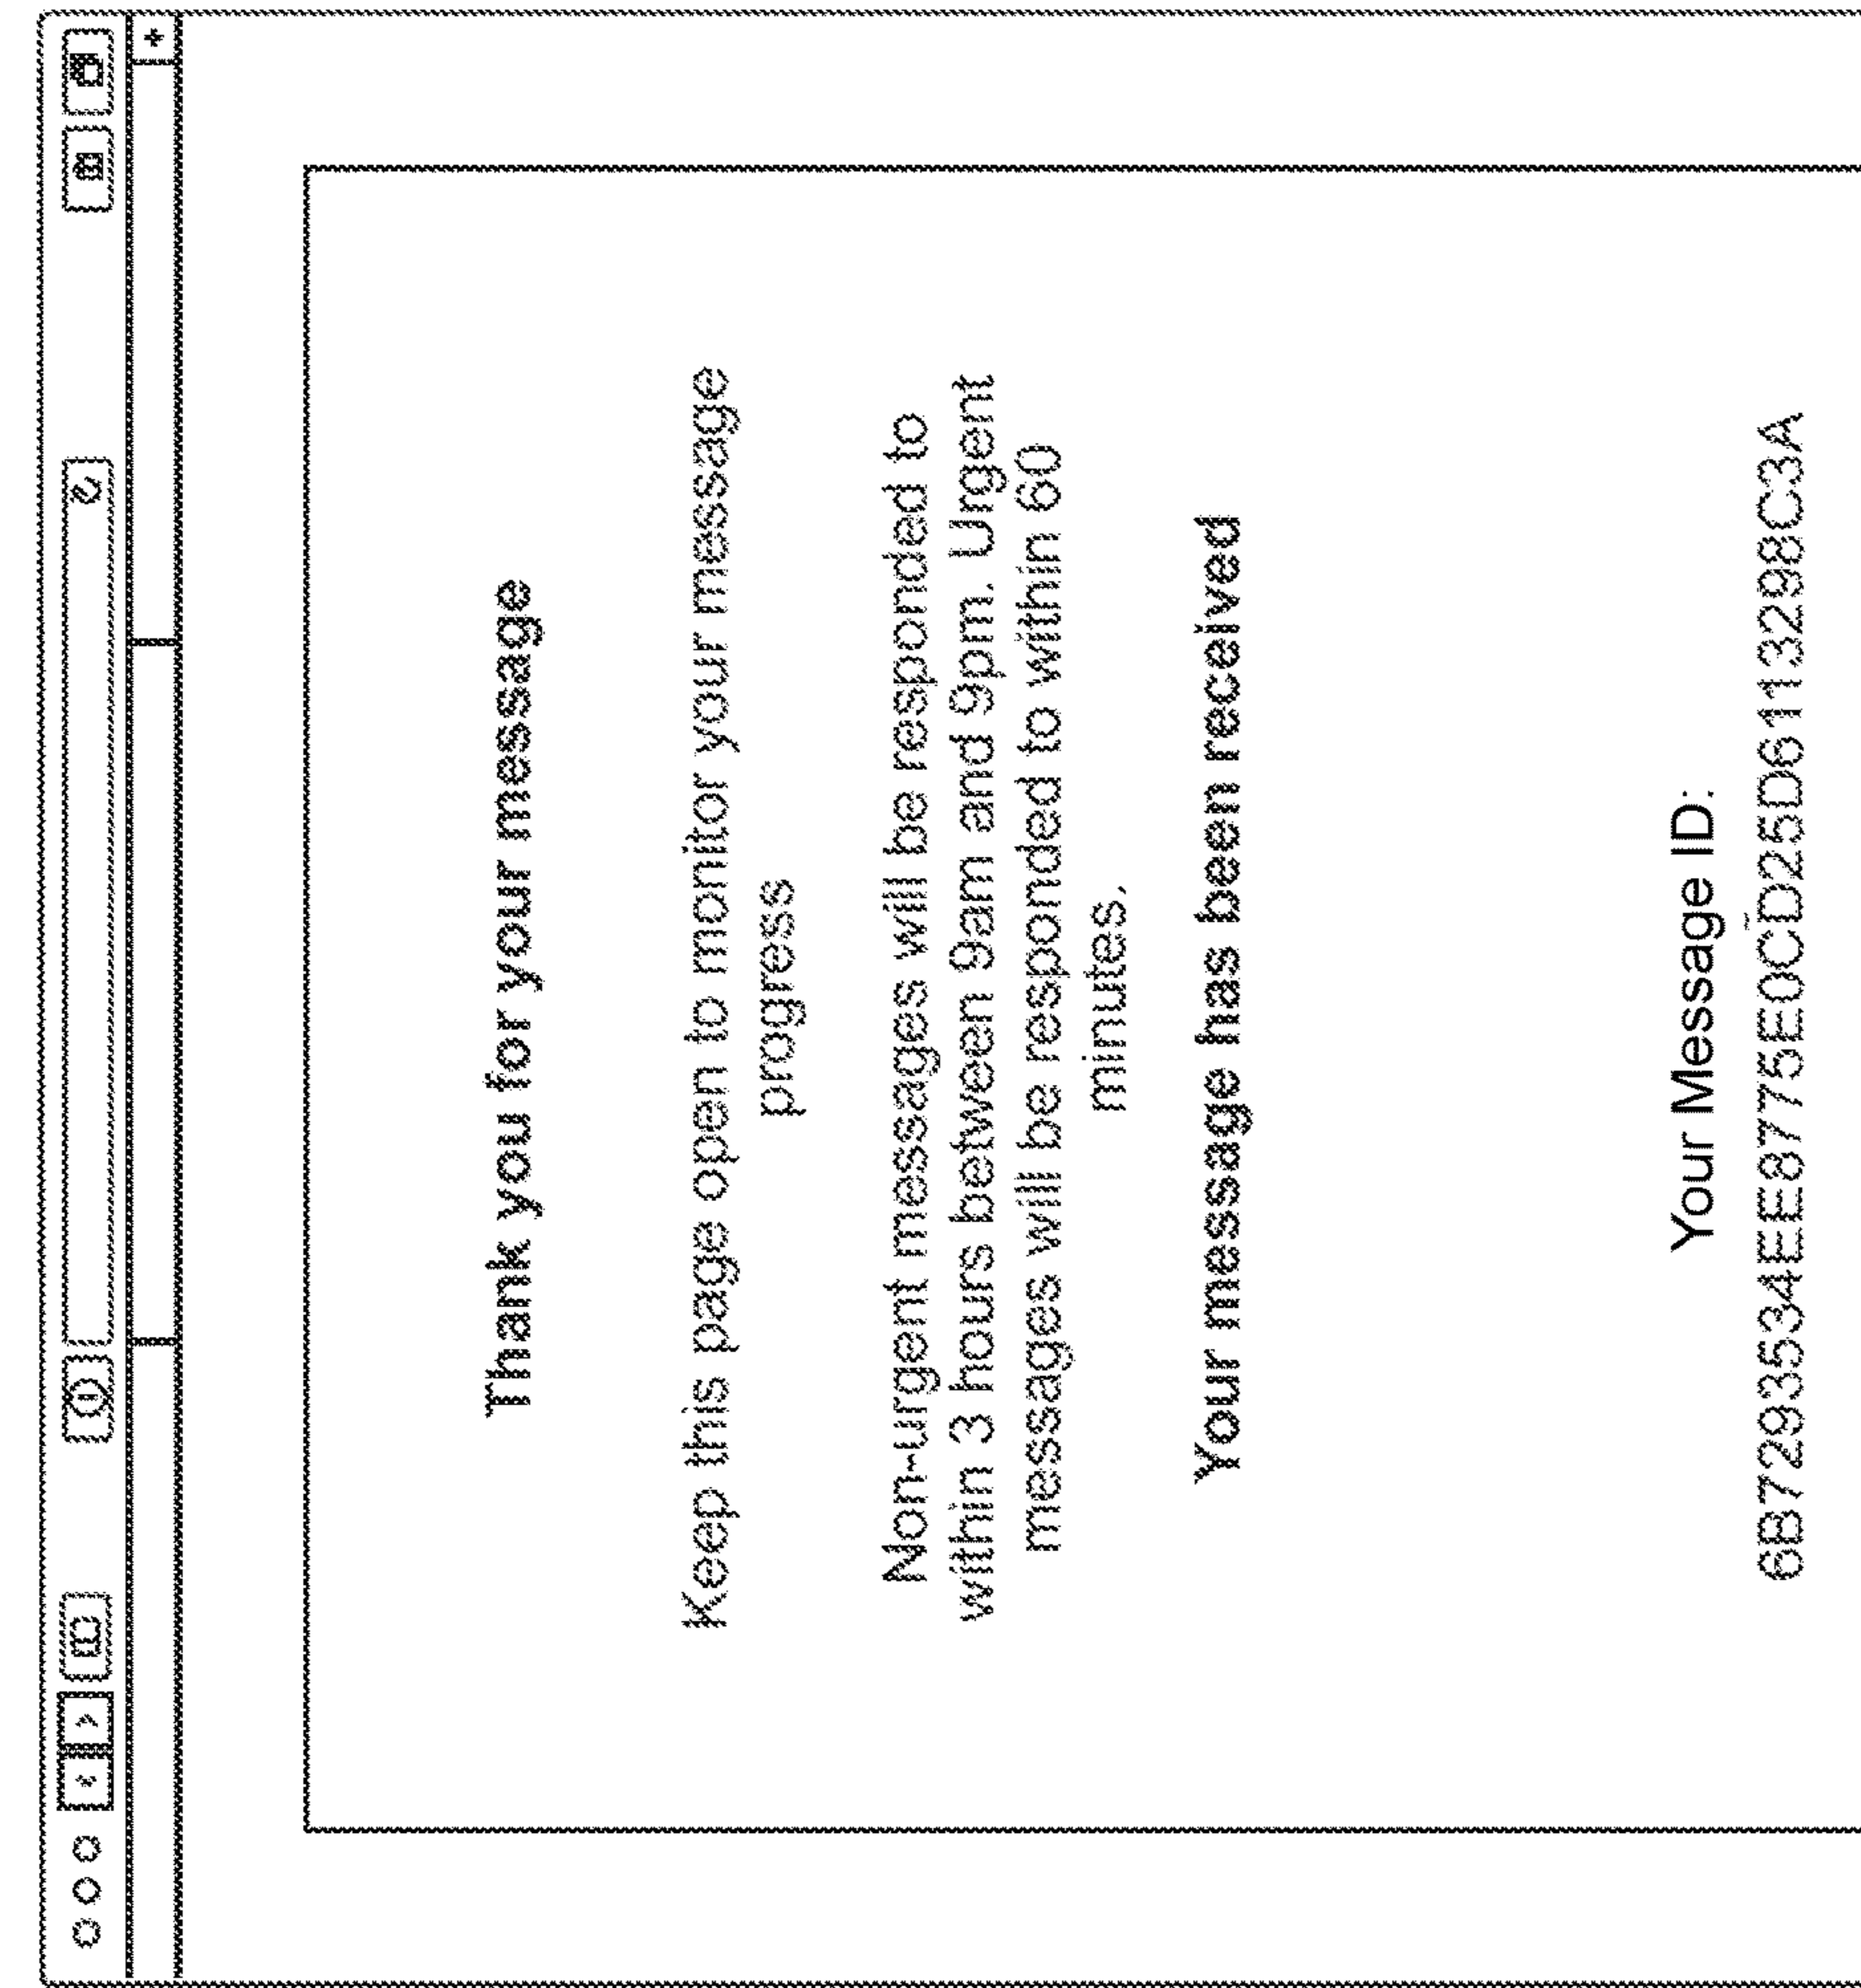 Thank you for your message
Keep this page open to monitor your message
progress
Non-urgent messages will be responded to
within 3 hours between 9am and 9pm. Urgent
messages will be responded to within 60
minutes.
Your message has been received
Your Message ID:
6B7293534EE8775E0CD25D6113298C3A